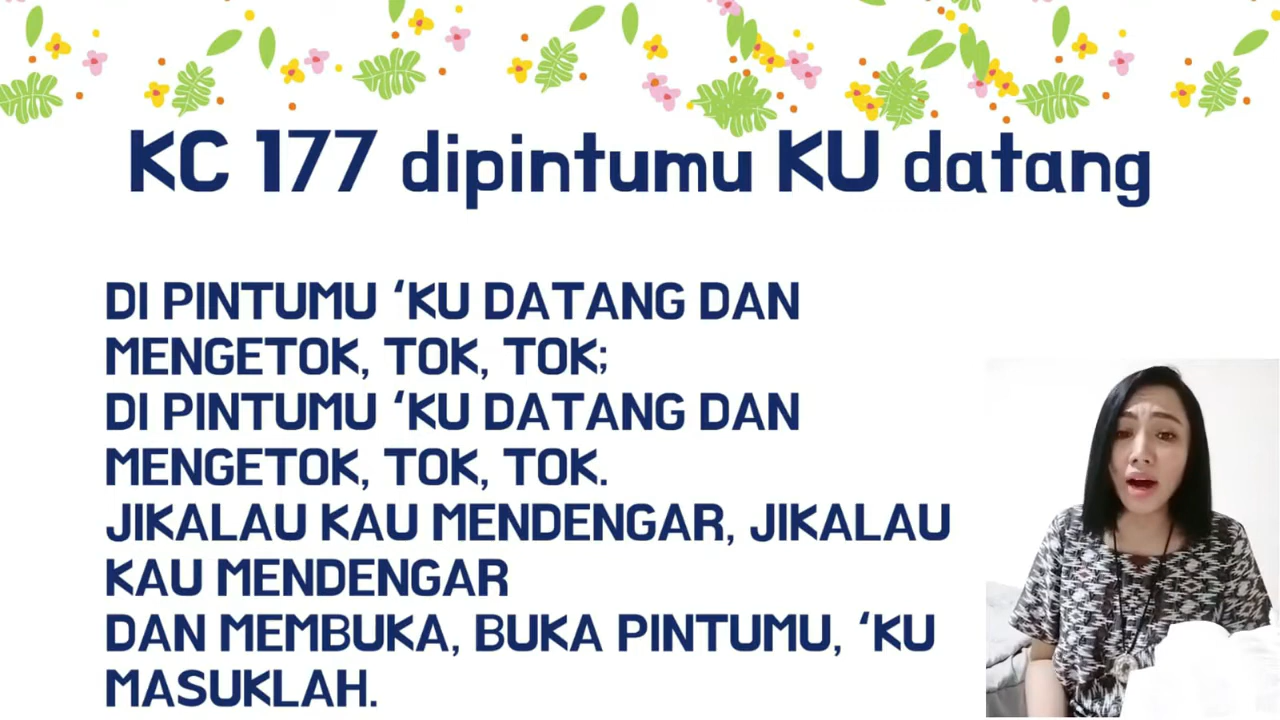 KC 177 dipintumu KU datang
DI PINTUMU ‘KU DATANG DAN
MENGETOK, TOK, TOK;
DI PINTUMU ‘KU DATANG DAN
MENGETOK, TOK, TOK.
JIKALAU KAU MENDENGAR, JIKALAU
KAU MENDENGAR
DAN MEMBUKA, BUKA PINTUMU, ‘KU
MASUKLAH.